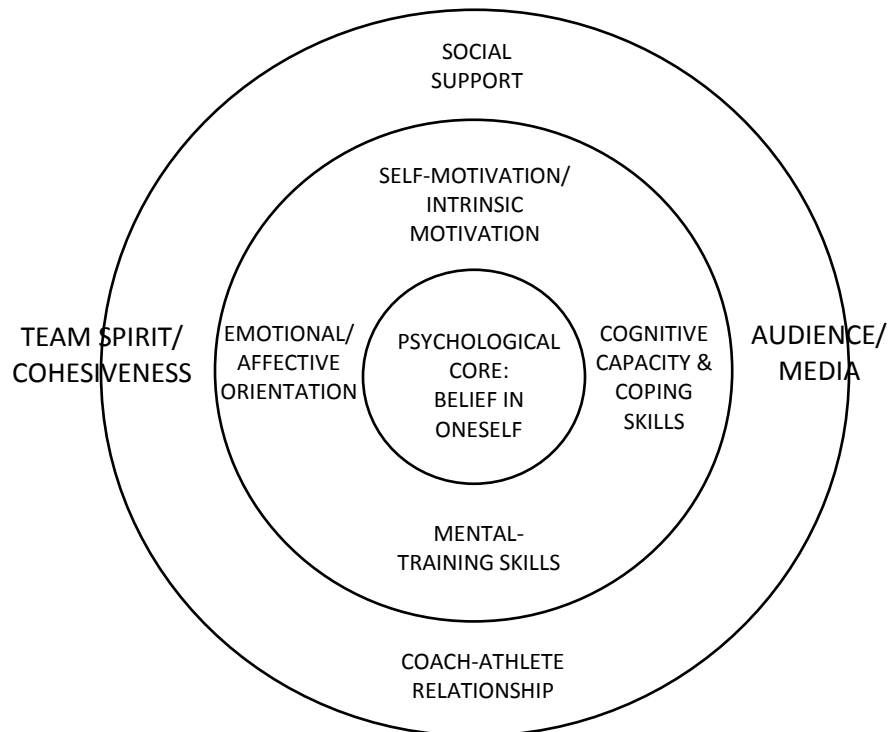 SOCIAL
SUPPORT
SELF-MOTIVATION/
INTRINSIC
MOTIVATION
TEAM SPIRIT/
COHESIVENESS
EMOTIONAL/
AFFECTIVE
ORIENTATION
PSYCHOLOGICAL
CORE:
BELIEF IN
ONESELF
COGNITIVE
CAPACITY &
COPING
SKILLS
AUDIENCE/
MEDIA
MENTAL-
TRAINING SKILLS
COACH-ATHLETE
RELATIONSHIP